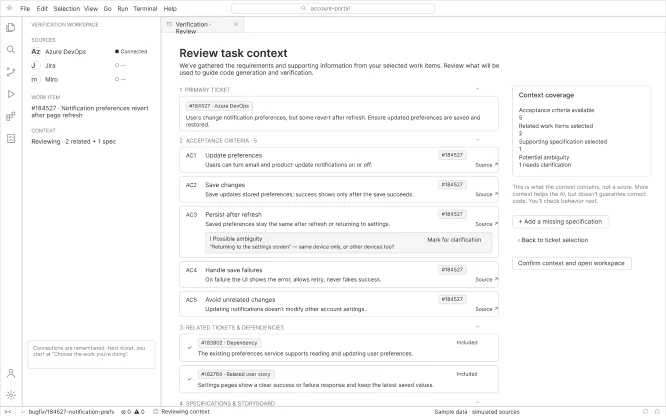 File Edit Selection View Go Run Terminal Help
account-portal
VERIFICATION WORKSPACE
SOURCES
Az Azure DevOps Connected
J Jira —
m Miro —
WORK ITEM
#184527 · Notification preferences revert
after page refresh
CONTEXT
Reviewing · 2 related + 1 spec
Connections are remembered. Next ticket, you
start at "Choose the work you're doing".
TS Verification · ×
Review
Review task context
We've gathered the requirements and supporting information from your selected work items. Review what will be
used to guide code generation and verification.
1. PRIMARY TICKET
#184527 · Azure DevOps
Users change notification preferences, but some revert after refresh. Ensure updated preferences are saved and
restored.
2. ACCEPTANCE CRITERIA · 5
AC1 Update preferences #184527
Users can turn email and product-update notifications on or off. Source ↗
AC2 Save changes #184527
Save updates stored preferences; success shows only after the save succeeds. Source ↗
AC3 Persist after refresh #184527
Saved preferences stay the same after refresh or returning to settings. Source ↗
! Possible ambiguity Mark for clarification
"Returning to the settings screen" — same device only, or other devices too?
AC4 Handle save failures #184527
On failure the UI shows the error, allows retry, never fakes success. Source ↗
AC5 Avoid unrelated changes #184527
Updating notifications doesn't modify other account settings. Source ↗
3. RELATED TICKETS & DEPENDENCIES
✓ #183902 · Dependency Included
The existing preferences service supports reading and updating user preferences.
✓ #182764 · Related user story Included
Settings pages show a clear success or failure response and keep the latest saved values.
4. SPECIFICATIONS & STORYBOARD
Context coverage
Acceptance criteria available
5
Related work items selected
2
Supporting specification selected
1
Potential ambiguity
1 needs clarification
This is what the context contains, not a score. More
context helps the AI, but doesn't guarantee correct
code. You'll check behavior next.
+ Add a missing specification
‹ Back to ticket selection
Confirm context and open workspace
bugfix/184527-notification-prefs 0 0 Reviewing context Sample data · simulated sources